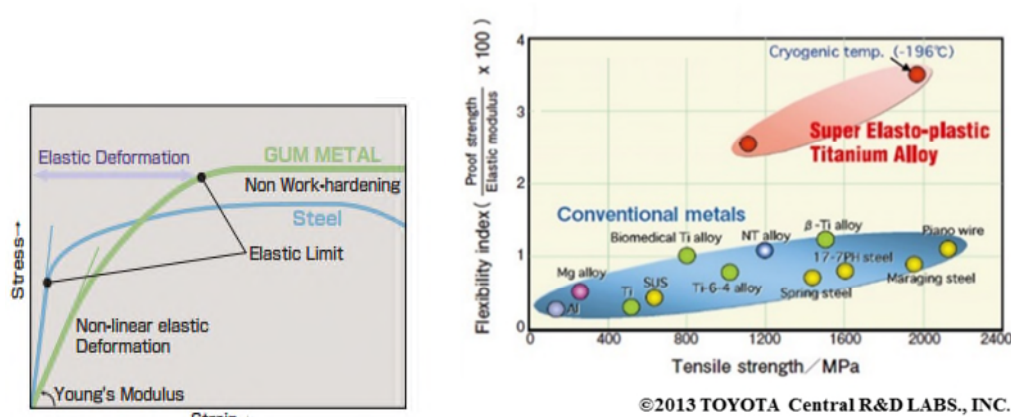 Elastic Deformation
GUM METAL
Non Work-hardening
Steel
Elastic Limit
Non-linear elastic
Deformation
Young's Modulus
Stress→
Strain→
4
3
2
1
0
Flexibility index ( Proof strength
Elastic modulus
x 100 )
Cryogenic temp. (-196℃)
Super Elasto-plastic
Titanium Alloy
Conventional metals
Biomedical Ti alloy
NT alloy
β-Ti alloy
Piano wire
17-7PH steel
Mg alloy
Al
Ti
SUS
Ti-6-4 alloy
Spring steel
Maraging steel
0
400
800
1200
1600
2000
2400
Tensile strength／MPa
©2013 TOYOTA Central R&D LABS., INC.